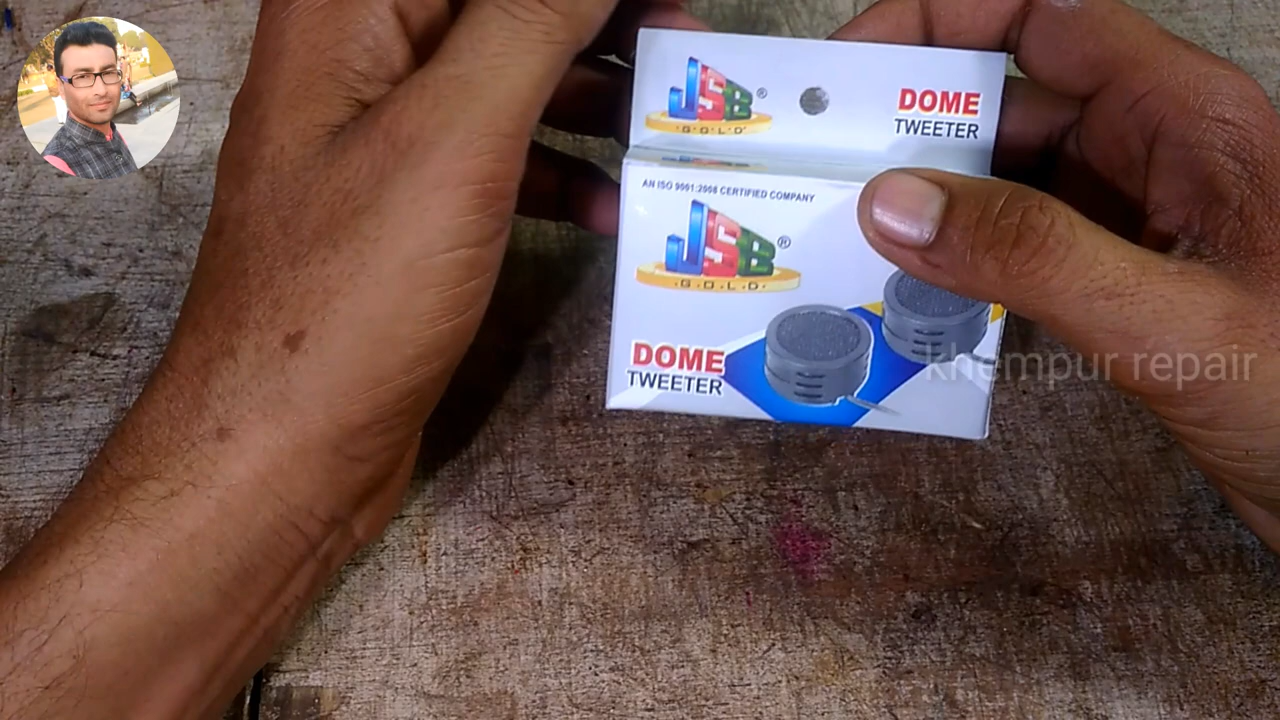 JSB®
GOLD
DOME
TWEETER
AN ISO 9001:2008 CERTIFIED COMPANY
JSB®
GOLD
DOME
TWEETER
khempur repair